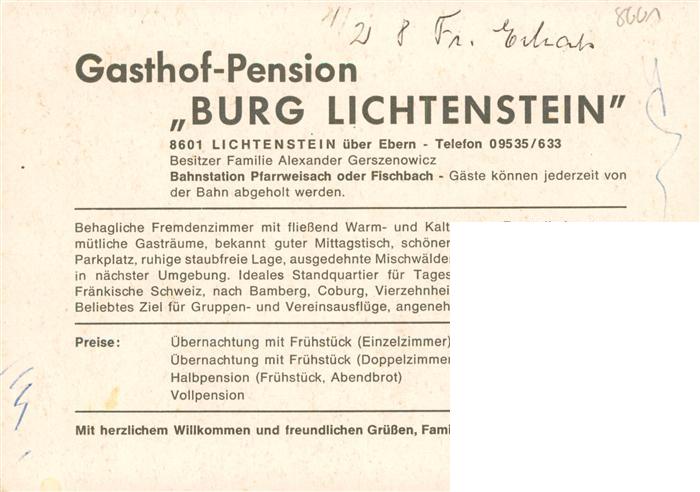 8601
8 Fr.
Gasthof-Pension
„BURG LICHTENSTEIN”
8601 LICHTENSTEIN über Ebern - Telefon 09535/633
Besitzer Familie Alexander Gerszenowicz
Bahnstation Pfarrweisach oder Fischbach - Gäste können jederzeit von
der Bahn abgeholt werden.
Behagliche Fremdenzimmer mit fließend Warm- und Kalt
mütliche Gasträume, bekannt guter Mittagstisch, schöner
Parkplatz, ruhige staubfreie Lage, ausgedehnte Mischwälder
in nächster Umgebung. Ideales Standquartier für Tages
Fränkische Schweiz, nach Bamberg, Coburg, Vierzehnhei
Beliebtes Ziel für Gruppen- und Vereinsausflüge, angeneh
Preise: Übernachtung mit Frühstück (Einzelzimmer)
Übernachtung mit Frühstück (Doppelzimmer
Halbpension (Frühstück, Abendbrot)
Vollpension
Mit herzlichem Willkommen und freundlichen Grüßen, Fami